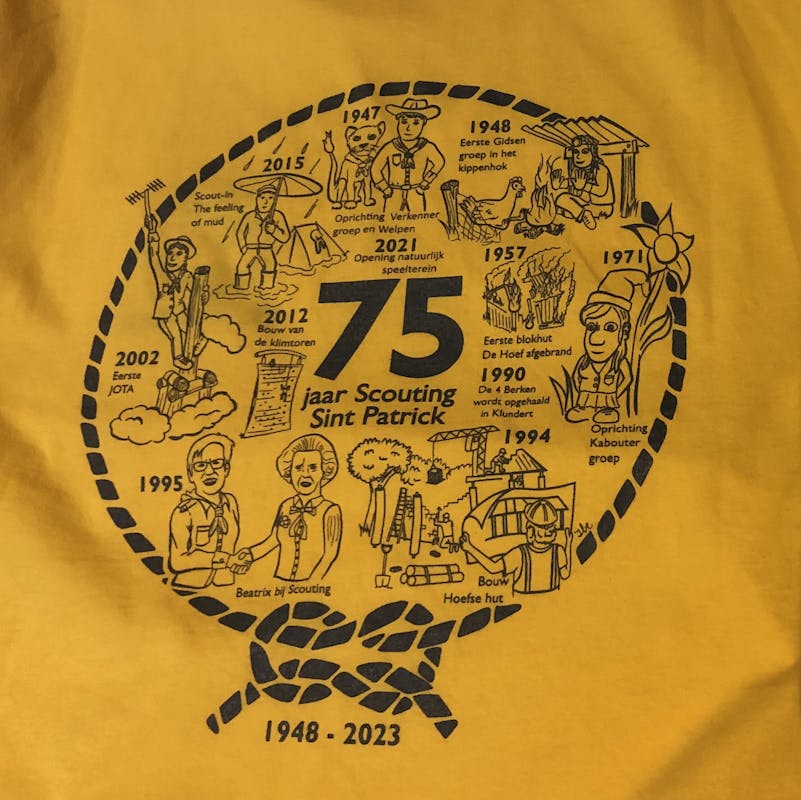 1947
Oprichting Verkenner
groep en Welpen
1948
Eerste Gidsen
groep in het
kippenhok
2015
Scout-In
The feeling
of mud
2021
Opening natuurlijk
speelterein
1957
Eerste blokhut
De Hoef afgebrand
1971
Oprichting
Kabouter
groep
2012
Bouw van
de klimtoren
75
jaar Scouting
Sint Patrick
2002
Eerste
JOTA
1990
De 4 Berken
wordt opgehaald
in Klundert
1995
Beatrix bij Scouting
1994
Bouw
Hoefse hut
1948 - 2023